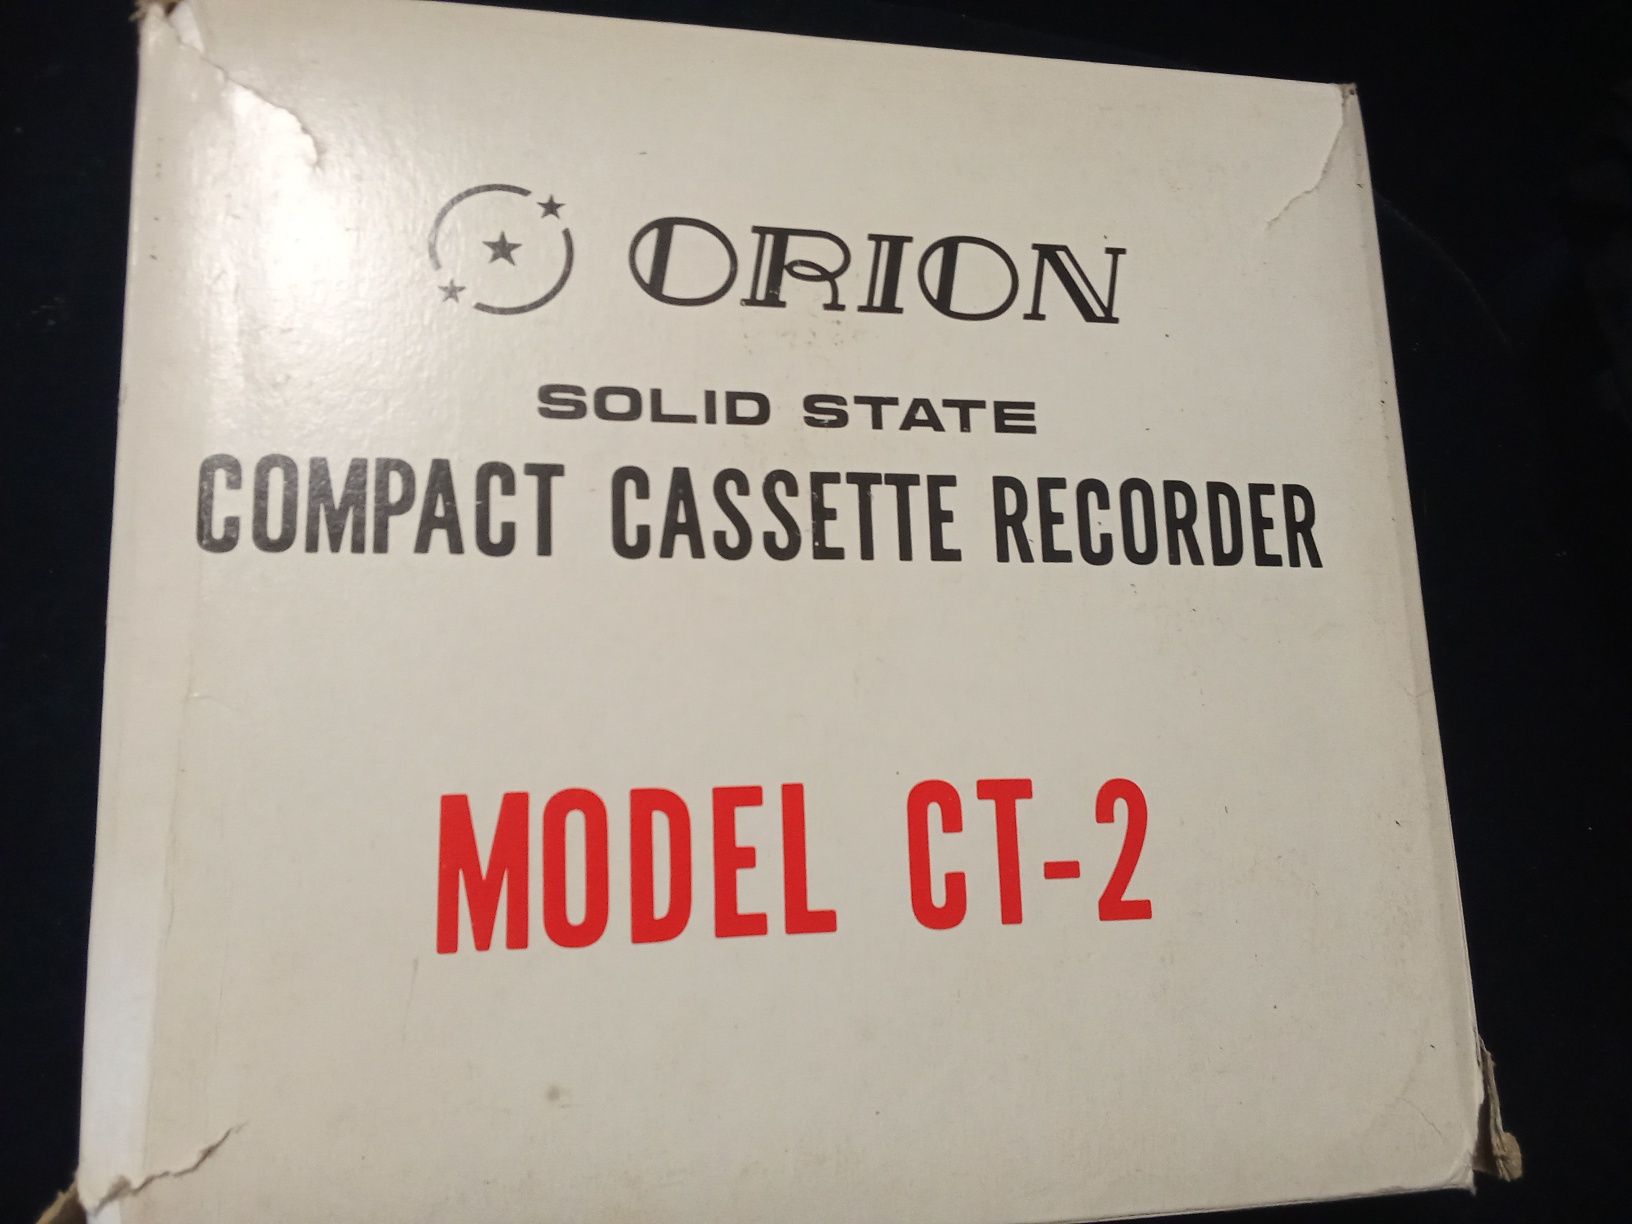 ORION
SOLID STATE
COMPACT CASSETTE RECORDER
MODEL CT-2